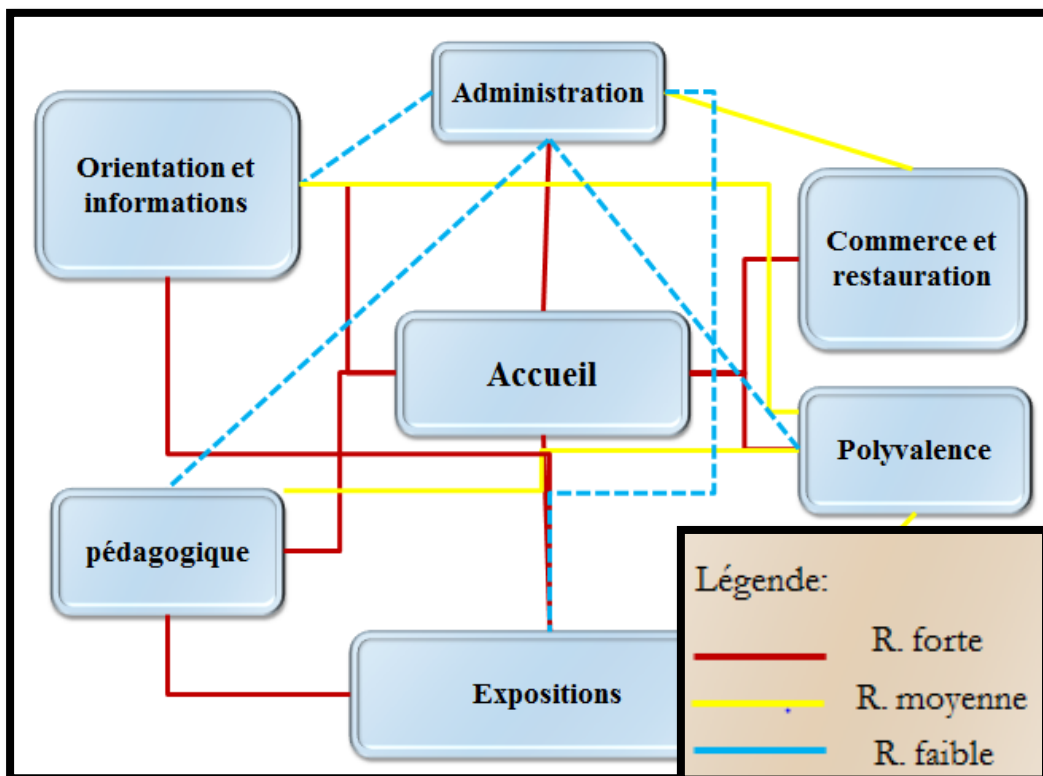 Administration
Orientation et
informations
Commerce et
restauration
Accueil
Polyvalence
pédagogique
Expositions
Légende:
R. forte
R. moyenne
R. faible